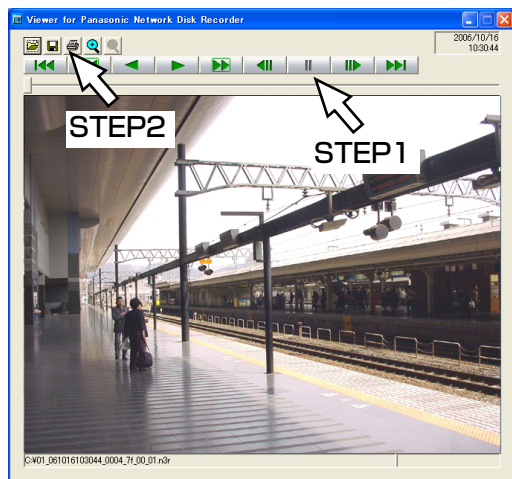 Viewer for Panasonic Network Disk Recorder
2006/10/16
10:30:44
STEP2
STEP1
C:¥01_061016103044_0004_7f_00_01.n3r